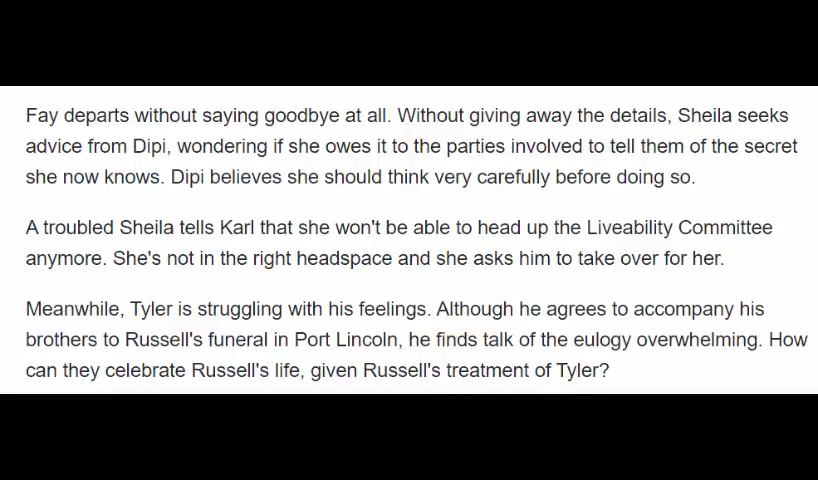 Fay departs without saying goodbye at all. Without giving away the details, Sheila seeks
advice from Dipi, wondering if she owes it to the parties involved to tell them of the secret
she now knows. Dipi believes she should think very carefully before doing so.
A troubled Sheila tells Karl that she won't be able to head up the Liveability Committee
anymore. She's not in the right headspace and she asks him to take over for her.
Meanwhile, Tyler is struggling with his feelings. Although he agrees to accompany his
brothers to Russell's funeral in Port Lincoln, he finds talk of the eulogy overwhelming. How
can they celebrate Russell's life, given Russell's treatment of Tyler?